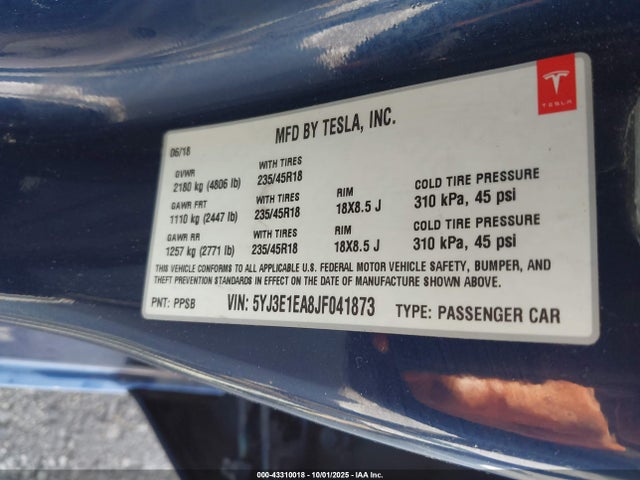 TESLA
MFD BY TESLA, INC.
06/18
GVWR WITH TIRES
2180 kg (4806 lb) 235/45R18
GAWR FRT WITH TIRES RIM COLD TIRE PRESSURE
1110 kg (2447 lb) 235/45R18 18X8.5 J 310 kPa, 45 psi
GAWR RR WITH TIRES RIM COLD TIRE PRESSURE
1257 kg (2771 lb) 235/45R18 18X8.5 J 310 kPa, 45 psi
THIS VEHICLE CONFORMS TO ALL APPLICABLE U.S. FEDERAL MOTOR VEHICLE SAFETY, BUMPER, AND
THEFT PREVENTION STANDARDS IN EFFECT ON THE DATE OF MANUFACTURE SHOWN ABOVE.
PNT: PPSB VIN: 5YJ3E1EA8JF041873 TYPE: PASSENGER CAR
000-43310018 - 10/01/2025 - IAA Inc.